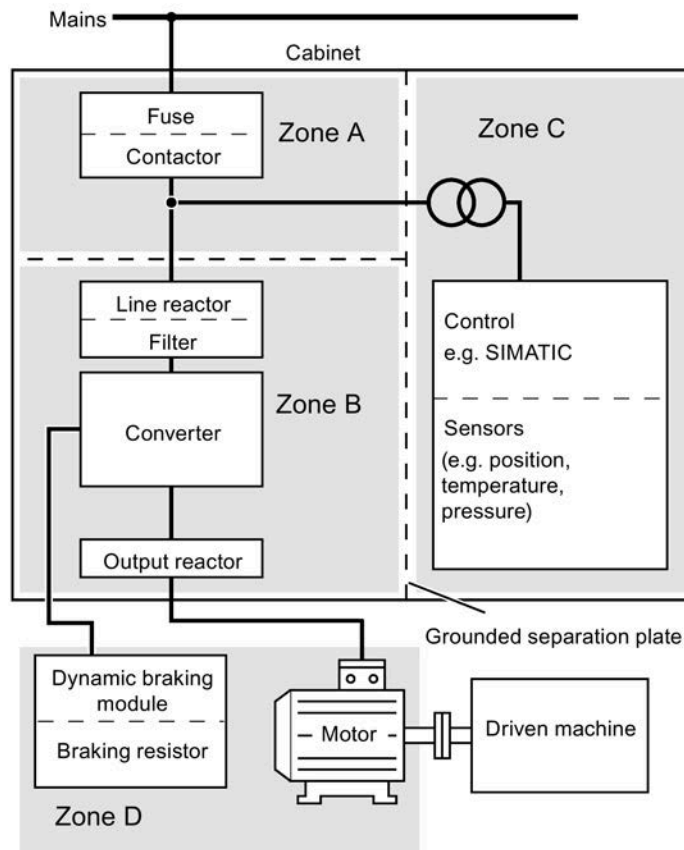 Mains
Cabinet
Fuse
Contactor
Zone A
Zone C
Line reactor
Filter
Converter
Zone B
Output reactor
Control
e.g. SIMATIC
Sensors
(e.g. position,
temperature,
pressure)
Grounded separation plate
Dynamic braking
module
Braking resistor
Zone D
Motor
Driven machine